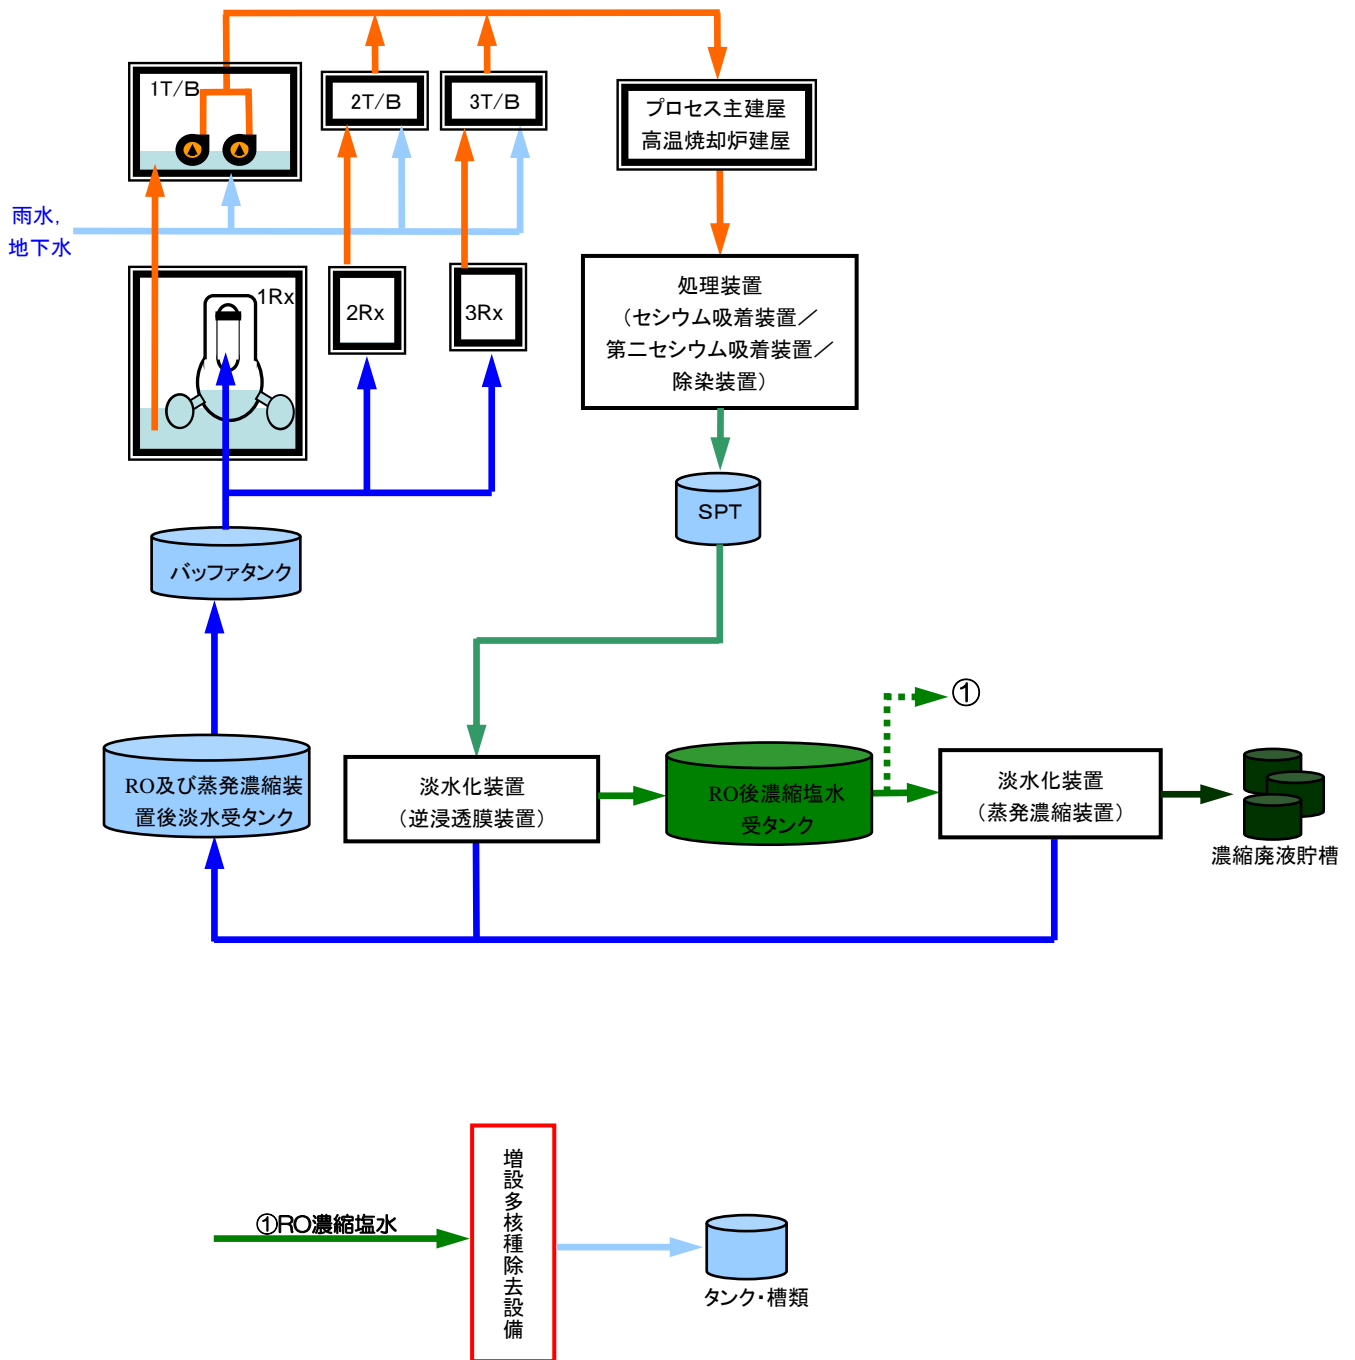 1T/B
2T/B
3T/B
プロセス主建屋
高温焼却炉建屋
雨水,
地下水
1Rx
2Rx
3Rx
処理装置
（セシウム吸着装置／
第二セシウム吸着装置／
除染装置）
SPT
バッファタンク
①
RO及び蒸発濃縮装
置後淡水受タンク
淡水化装置
（逆浸透膜装置）
RO後濃縮塩水
受タンク
淡水化装置
（蒸発濃縮装置）
濃縮廃液貯槽
①RO濃縮塩水
増設多核種除去設備
タンク・槽類